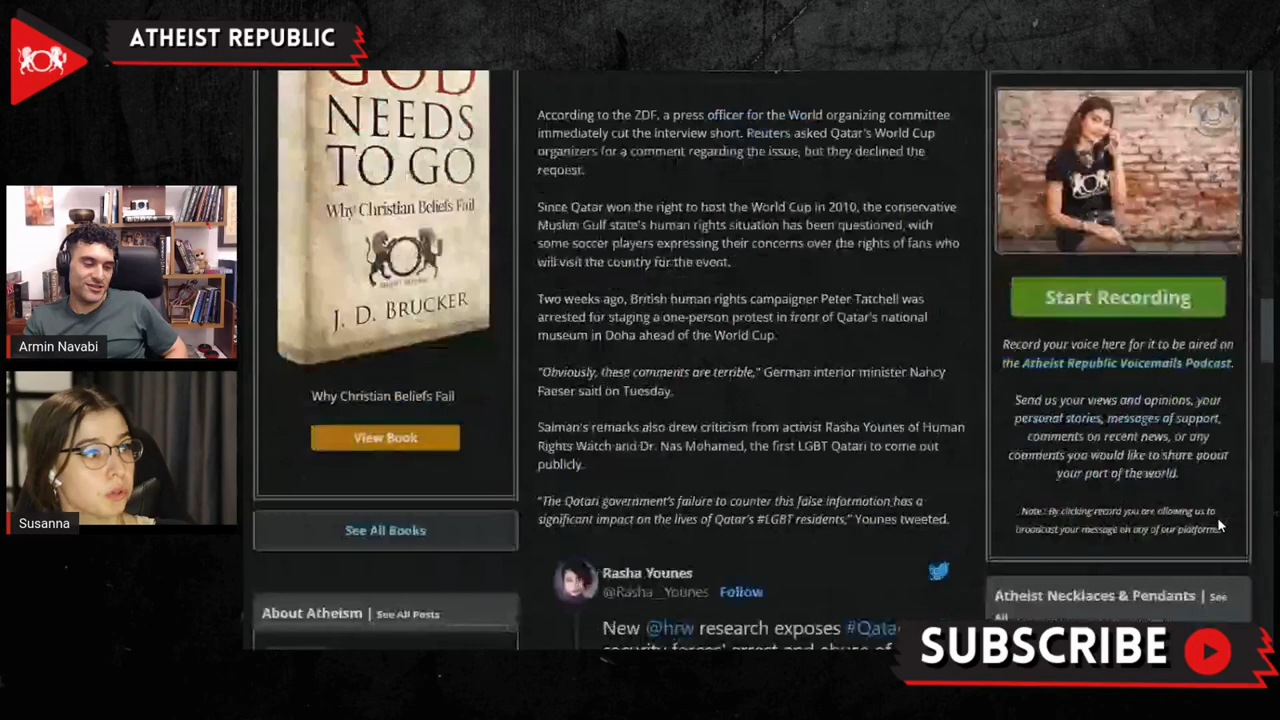 ATHEIST REPUBLIC
GOD
NEEDS
TO GO
Why Christian Beliefs Fail
J. D. BRUCKER
Why Christian Beliefs Fail
View Book
See All Books
About Atheism | See All Posts
According to the ZDF, a press officer for the World organizing committee
immediately cut the interview short. Reuters asked Qatar's World Cup
organizers for a comment regarding the issue, but they declined the
request.
Since Qatar won the right to host the World Cup in 2010, the conservative
Muslim Gulf state's human rights situation has been questioned, with
some soccer players expressing their concerns over the rights of fans who
will visit the country for the event.
Two weeks ago, British human rights campaigner Peter Tatchell was
arrested for staging a one-person protest in front of Qatar's national
museum in Doha ahead of the World Cup.
"Obviously, these comments are terrible," German interior minister Nancy
Faeser said on Tuesday.
Salman's remarks also drew criticism from activist Rasha Younes of Human
Rights Watch and Dr. Nas Mohamed, the first LGBT Qatari to come out
publicly.
"The Qatari government's failure to counter this false information has a
significant impact on the lives of Qatar's #LGBT residents," Younes tweeted.
Rasha Younes
@Rasha_Younes Follow
New @hrw research exposes #Qata
security forces' arrest and abuse of
Start Recording
Record your voice here for it to be aired on
the Atheist Republic Voicemails Podcast.
Send us your views and opinions, your
personal stories, messages of support,
comments on recent news, or any
comments you would like to share about
your part of the world.
Note: By clicking record you are allowing us to
broadcast your message on any of our platforms.
Atheist Necklaces & Pendants | See
All
Armin Navabi
Susanna
SUBSCRIBE